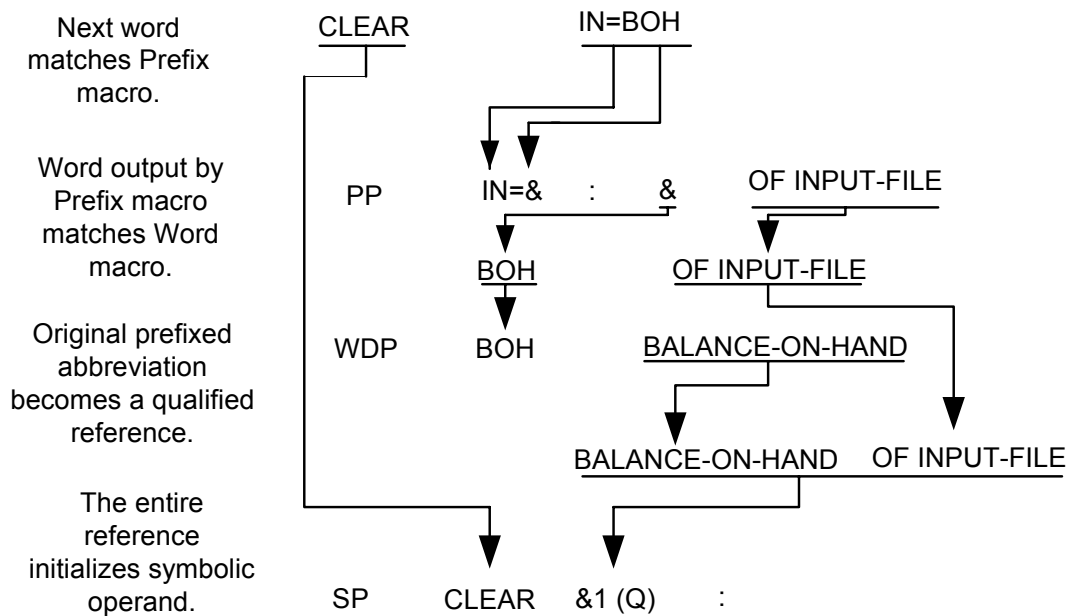 Next word
matches Prefix
macro.
CLEAR IN=BOH
Word output by
Prefix macro
matches Word
macro.
PP IN=& : & OF INPUT-FILE
BOH OF INPUT-FILE
Original prefixed
abbreviation
becomes a qualified
reference.
WDP BOH BALANCE-ON-HAND
BALANCE-ON-HAND OF INPUT-FILE
The entire
reference
initializes symbolic
operand.
SP CLEAR &1 (Q) :